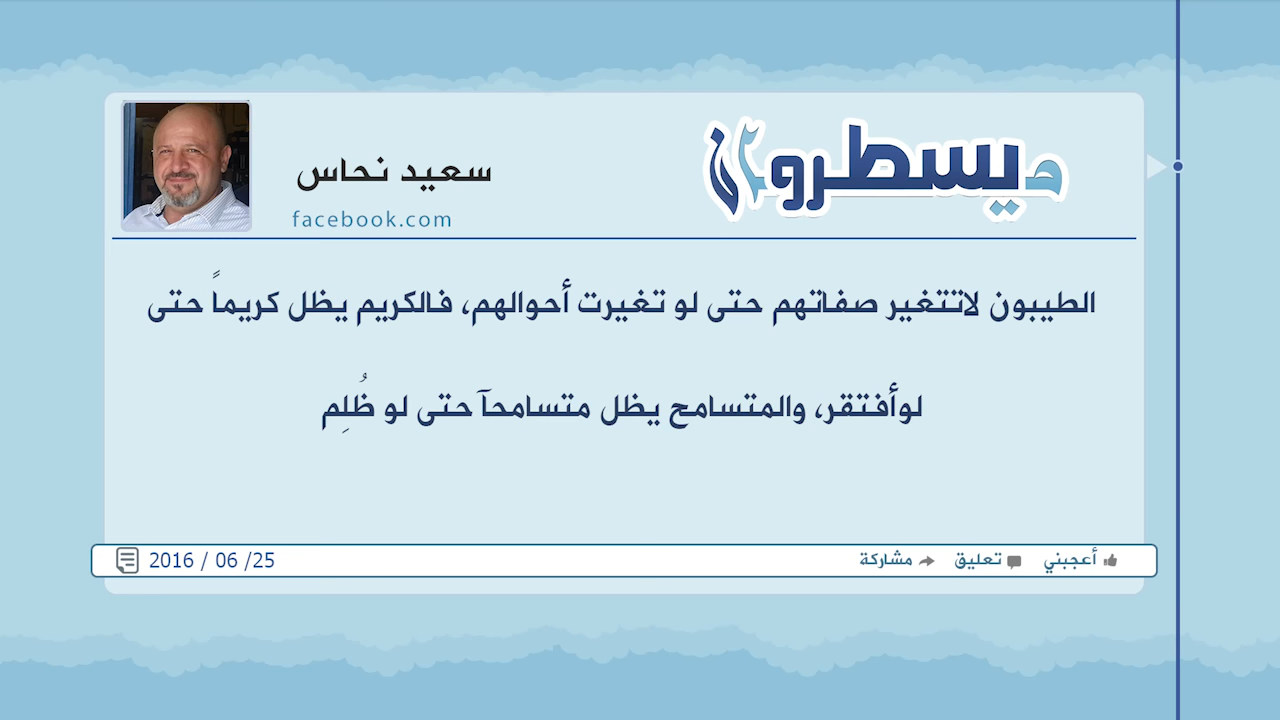 ويسطرون
سعيد نحاس
facebook.com
الطيبون لاتتغير صفاتهم حتى لو تغيرت أحوالهم، فالكريم يظل كريماً حتى
لوأفتقر، والمتسامح يظل متسامحآ حتى لو ظُلِم
أعجبني تعليق مشاركة
2016 / 06 /25